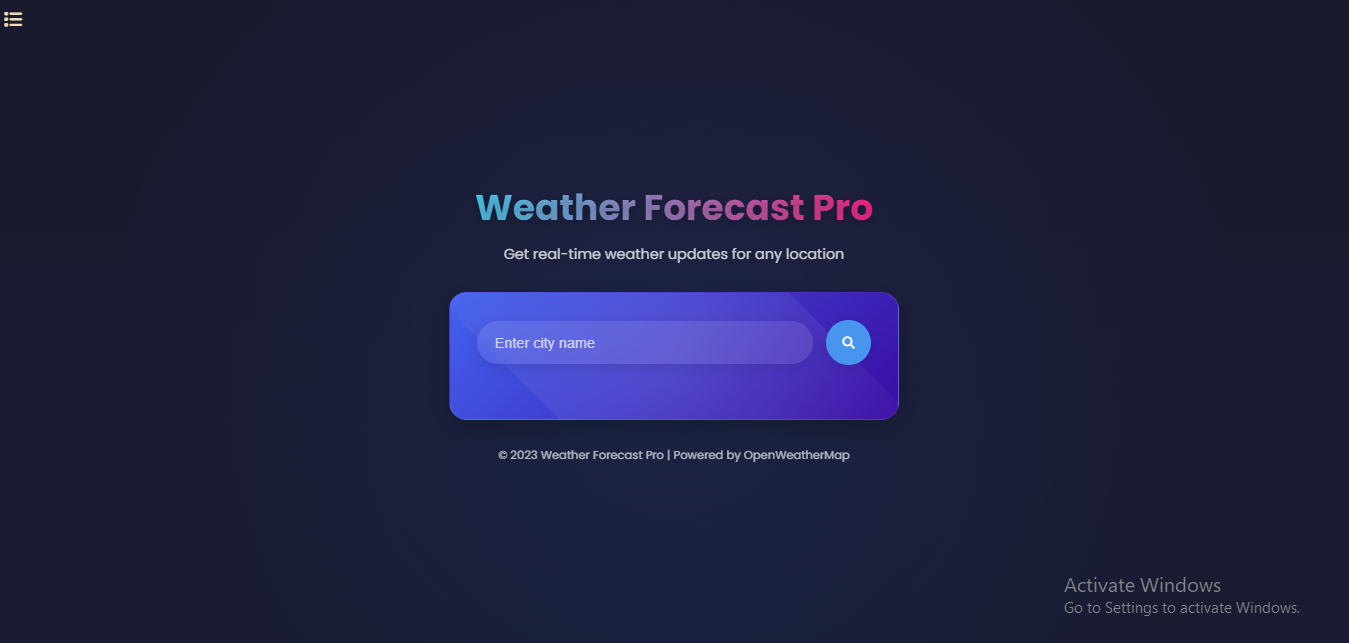 Weather Forecast Pro
Get real-time weather updates for any location
Enter city name
© 2023 Weather Forecast Pro | Powered by OpenWeatherMap
Activate Windows
Go to Settings to activate Windows.